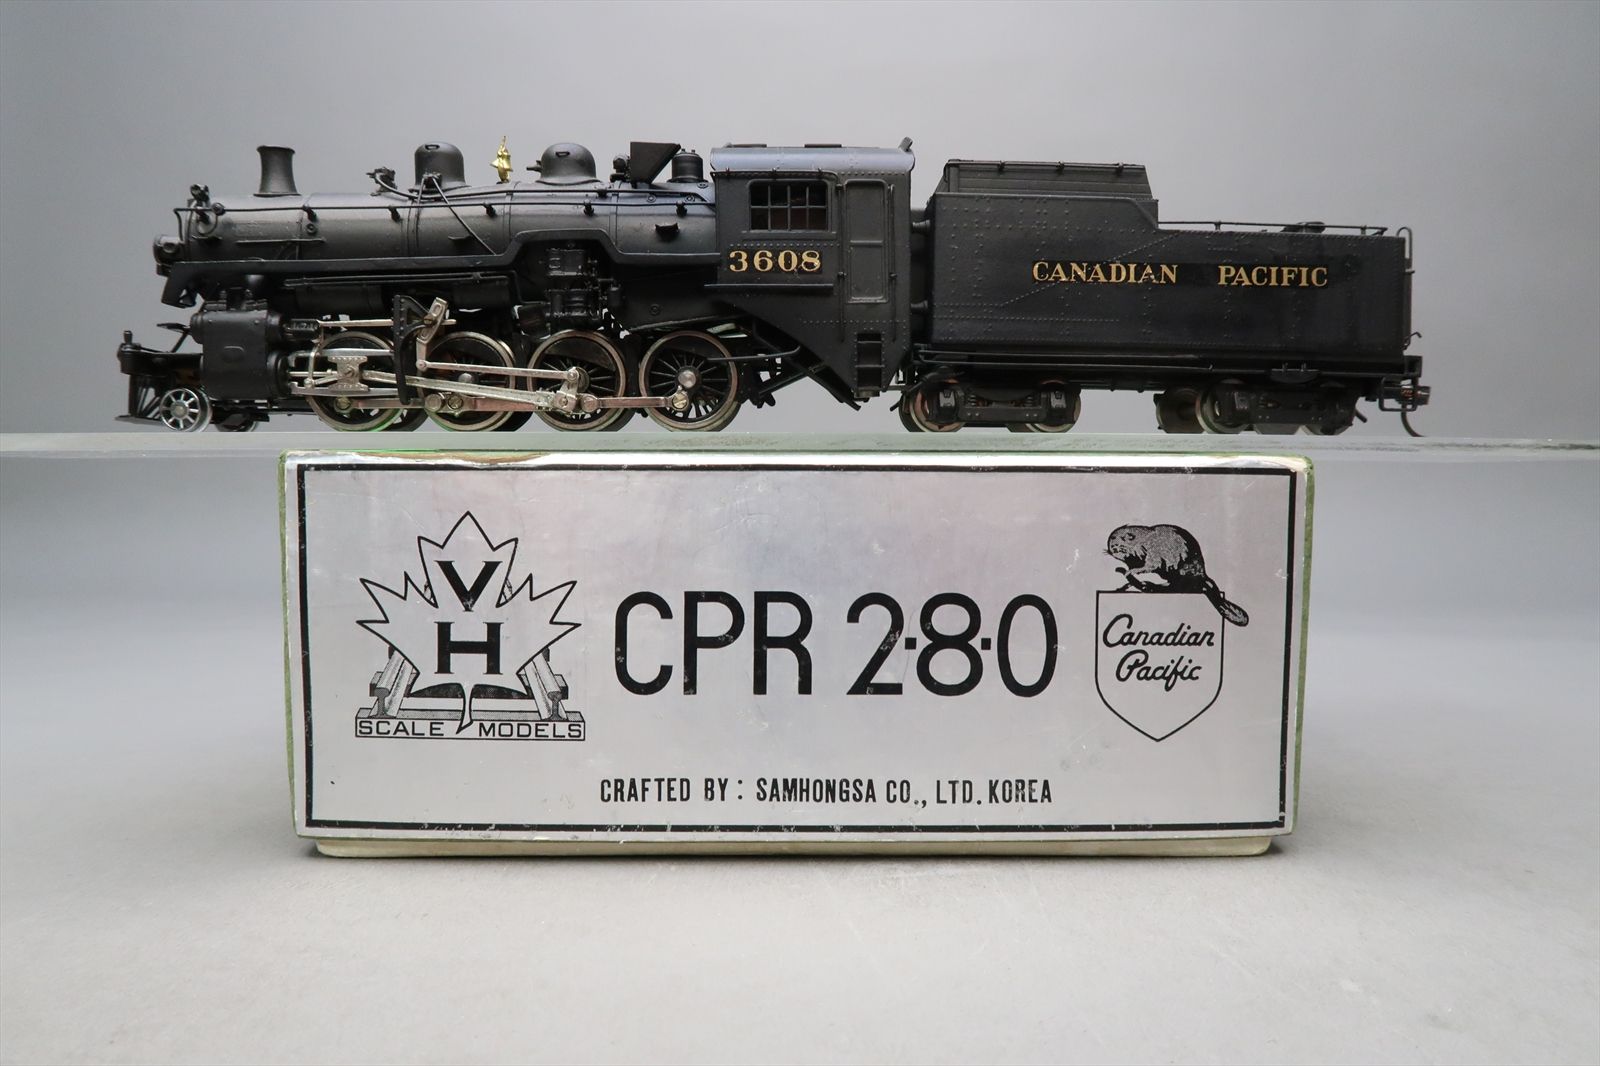 3608
CANADIAN PACIFIC
V
H
SCALE MODELS
CPR 2·8·0
Canadian
Pacific
CRAFTED BY: SAMHONGSA CO., LTD. KOREA